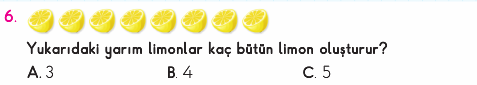 6.
Yukarıdaki yarım limonlar kaç bütün limon oluşturur?
A. 3 B. 4 C. 5